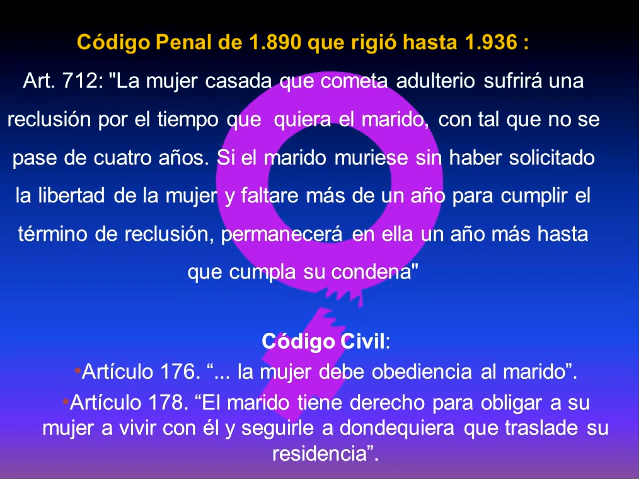 Código Penal de 1.890 que rigió hasta 1.936 :
Art. 712: "La mujer casada que cometa adulterio sufrirá una
reclusión por el tiempo que quiera el marido, con tal que no se
pase de cuatro años. Si el marido muriese sin haber solicitado
la libertad de la mujer y faltare más de un año para cumplir el
término de reclusión, permanecerá en ella un año más hasta
que cumpla su condena"
Código Civil:
•Artículo 176. “... la mujer debe obediencia al marido”.
•Artículo 178. “El marido tiene derecho para obligar a su
mujer a vivir con él y seguirle a dondequiera que traslade su
residencia”.